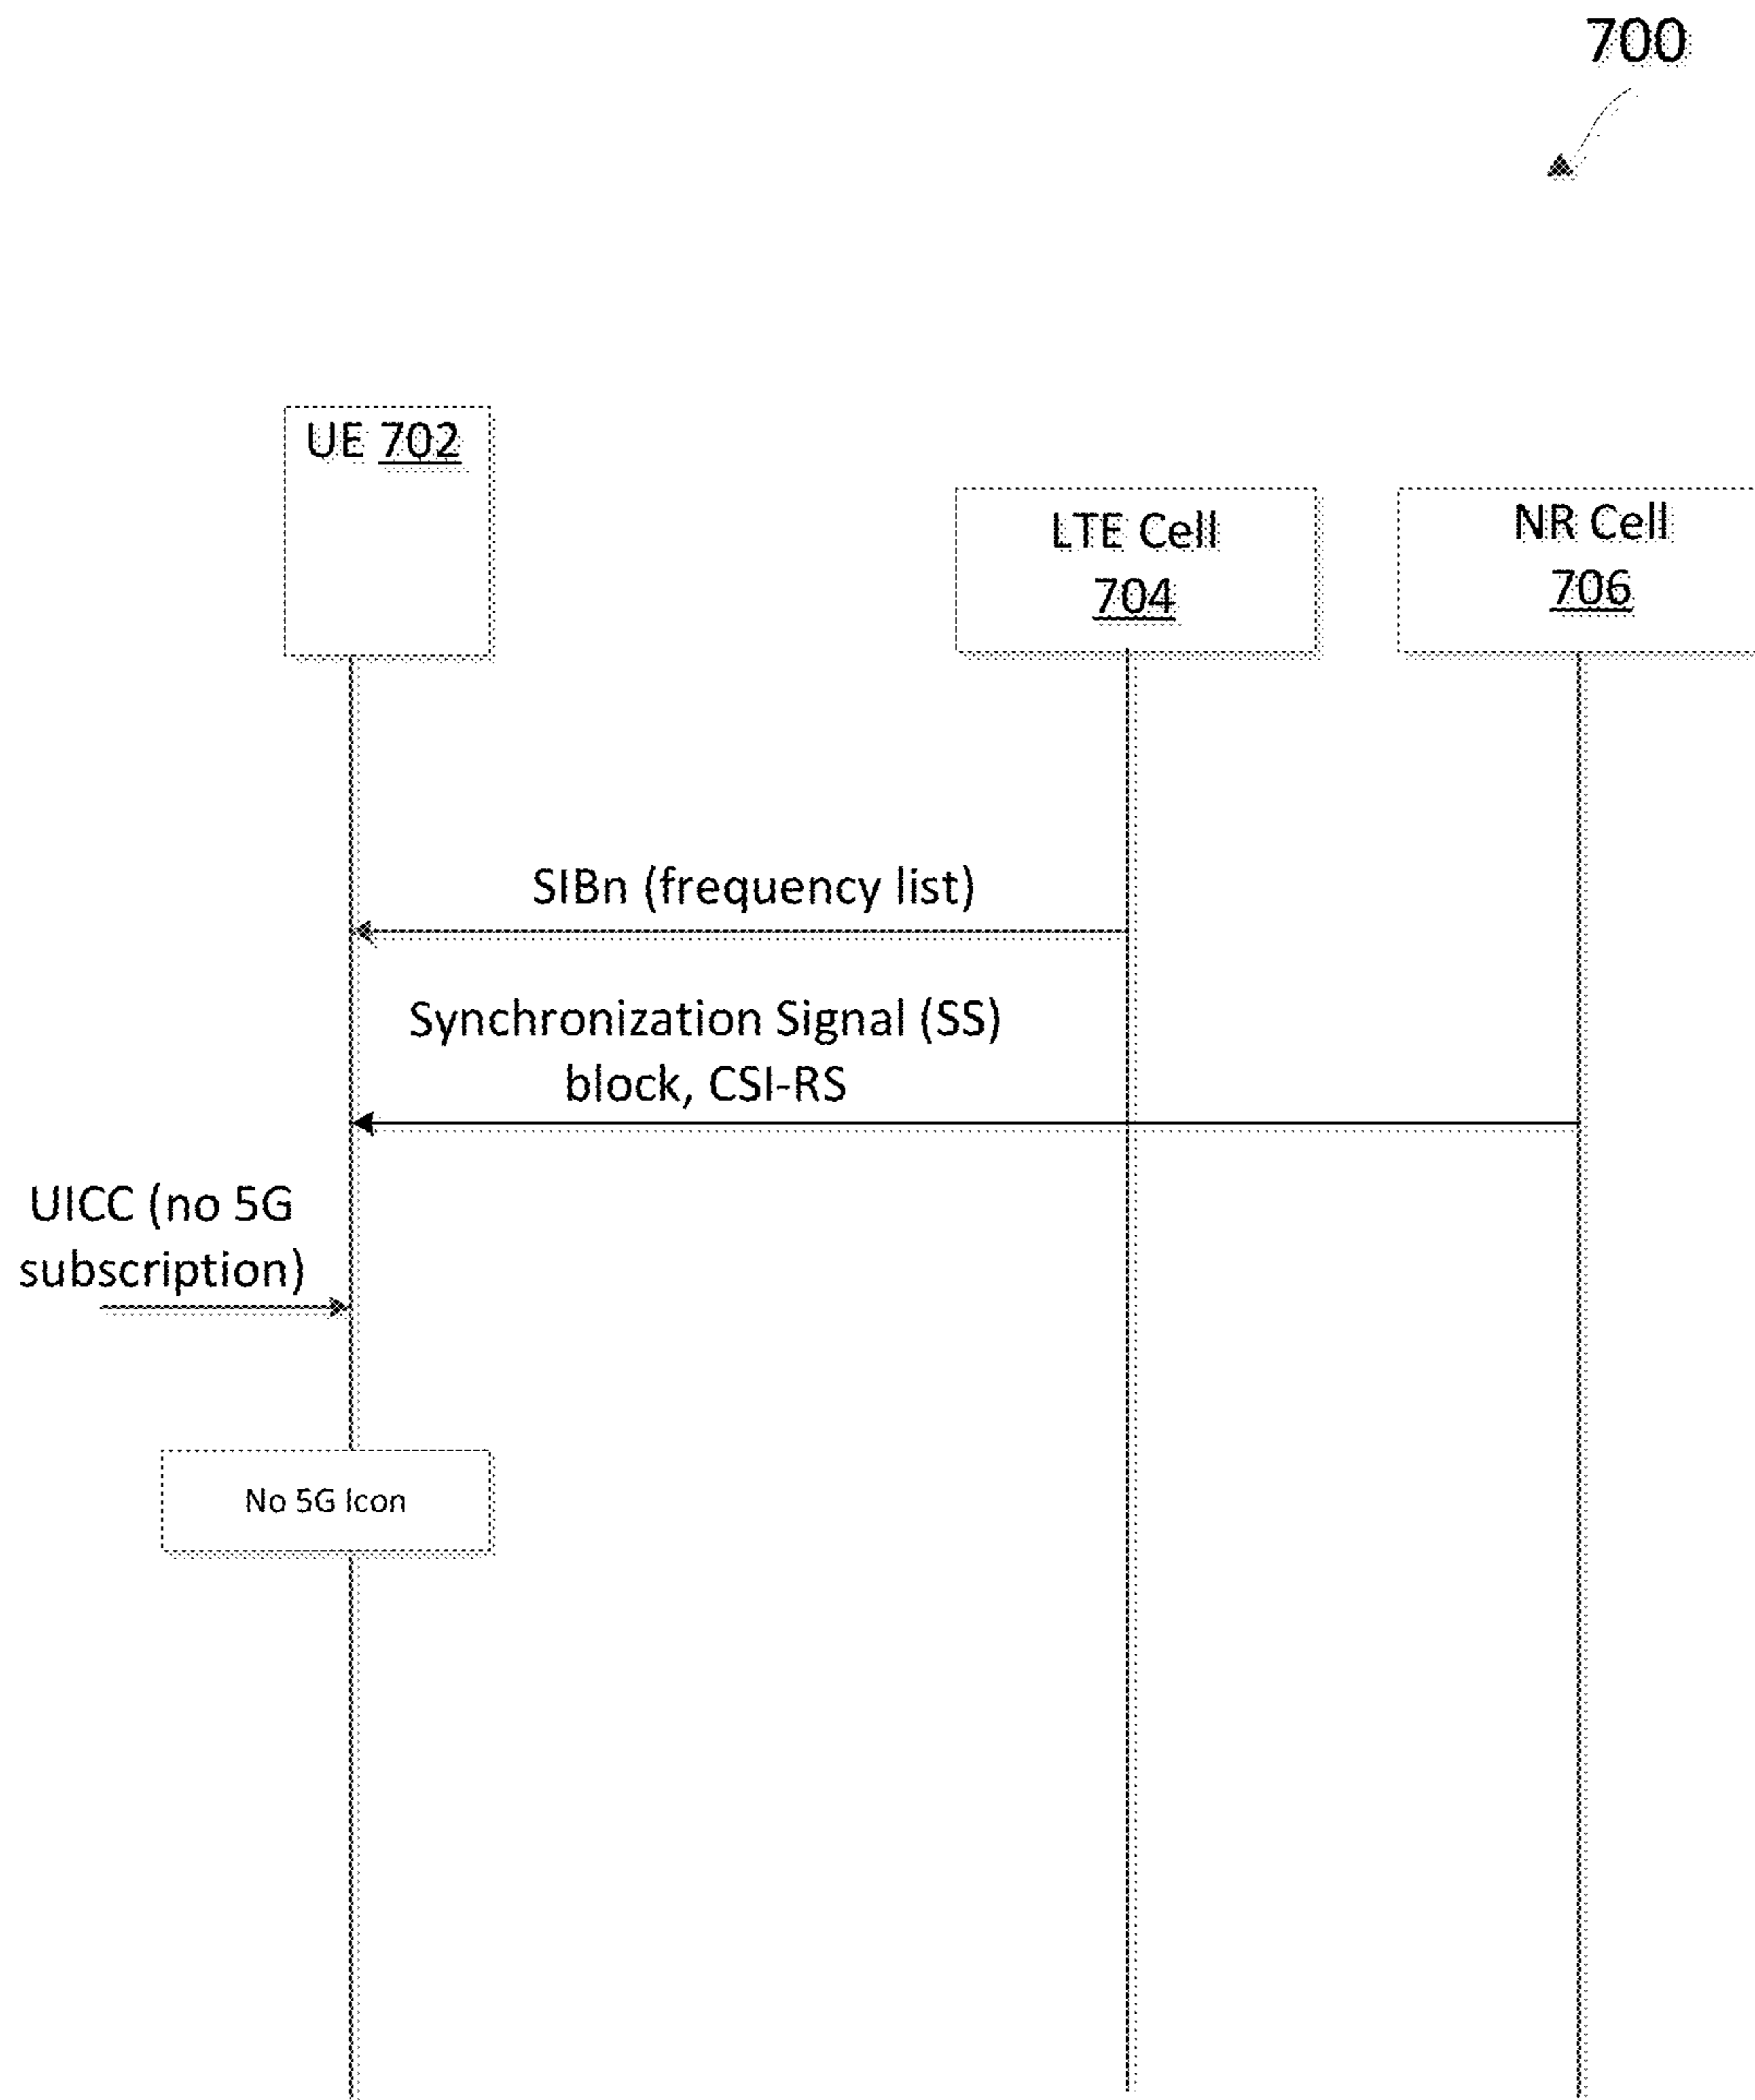 700
UE 702
LTE Cell
704
NR Cell
706
SIBn (frequency list)
Synchronization Signal (SS)
block, CSI-RS
UICC (no 5G
subscription)
No 5G Icon